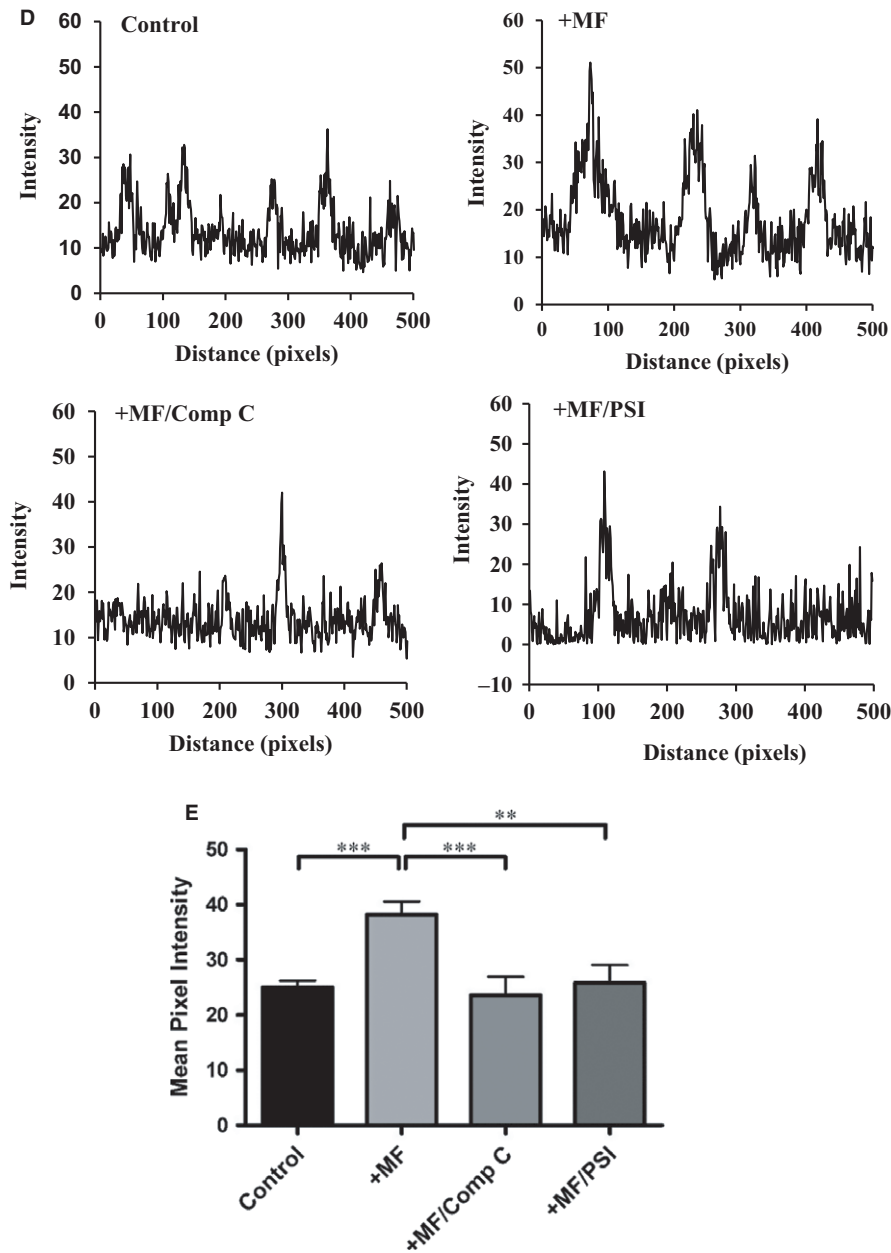 D
Control
60
50
40
30
20
10
0
Intensity
0 100 200 300 400 500
Distance (pixels)
+MF
60
50
40
30
20
10
0
Intensity
0 100 200 300 400 500
Distance (pixels)
+MF/Comp C
60
50
40
30
20
10
0
Intensity
0 100 200 300 400 500
Distance (pixels)
+MF/PSI
60
50
40
30
20
10
0
–10
Intensity
0 100 200 300 400 500
Distance (pixels)
E
**
*** ***
50
40
30
20
10
0
Mean Pixel Intensity
Control
+MF
+MF/Comp C
+MF/PSI